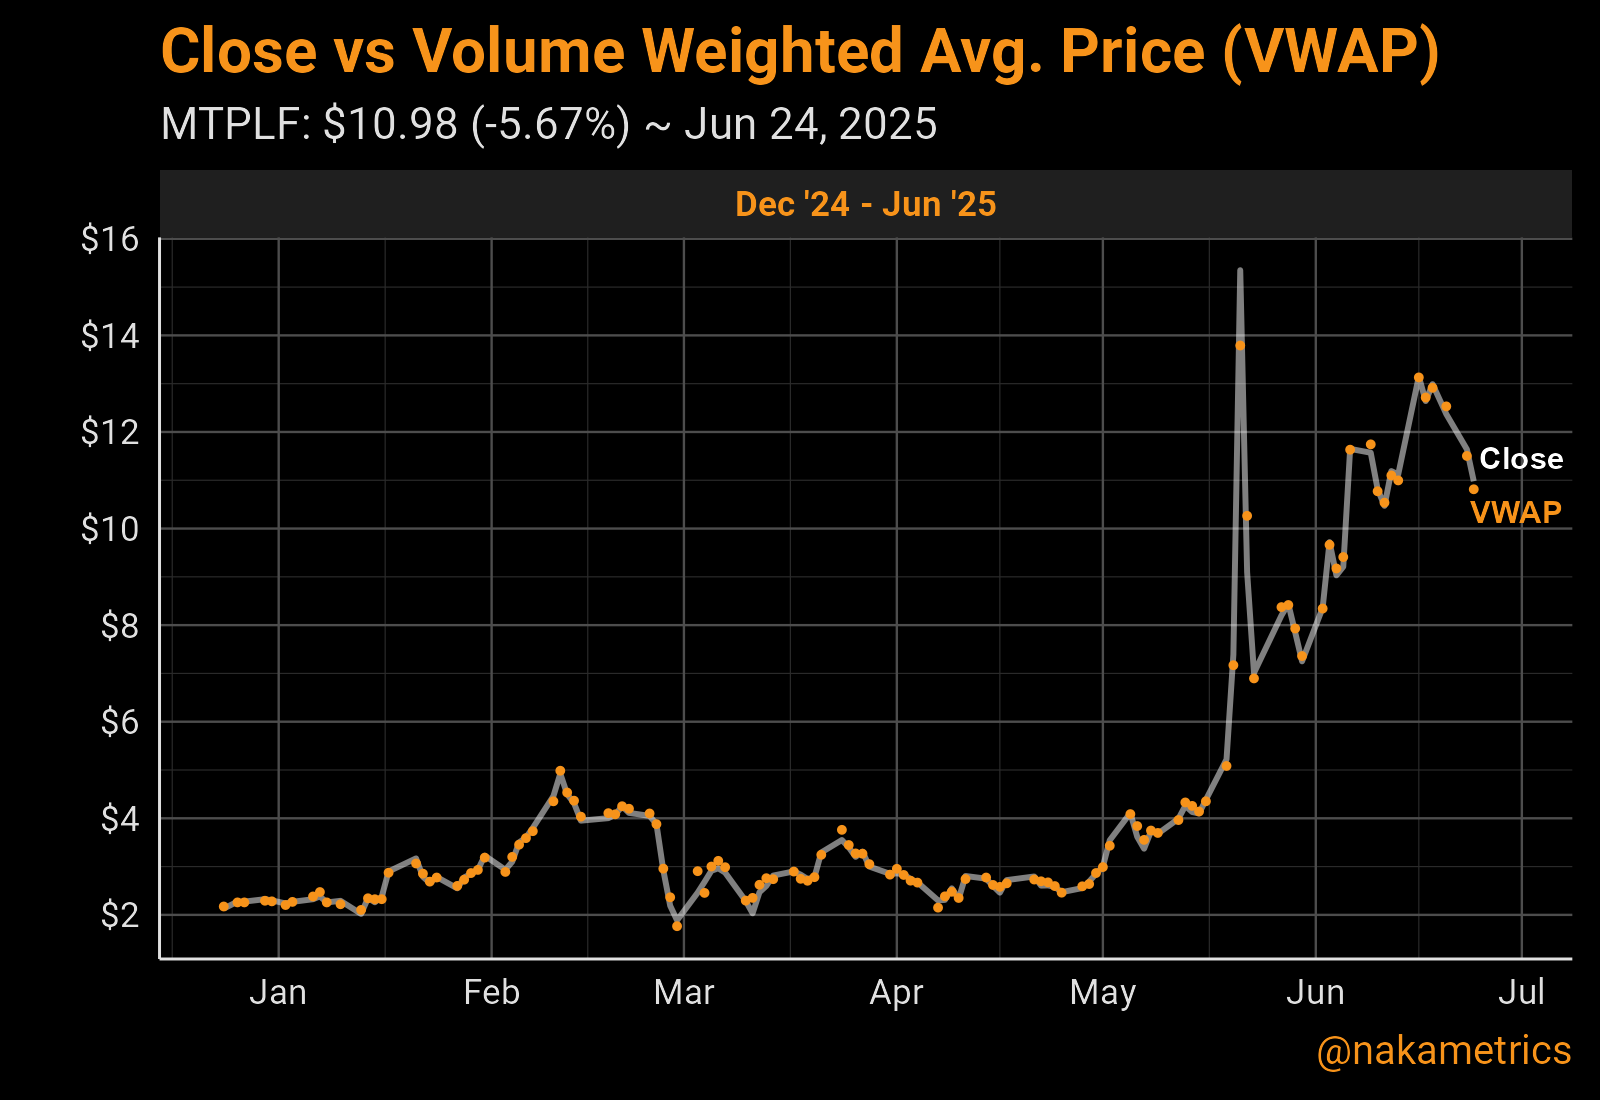 Close vs Volume Weighted Avg. Price (VWAP)
MTPLF: $10.98 (-5.67%) ~ Jun 24, 2025
Dec '24 - Jun '25
$16
$14
$12
$10
$8
$6
$4
$2
Close
VWAP
Jan Feb Mar Apr May Jun Jul
@nakametrics